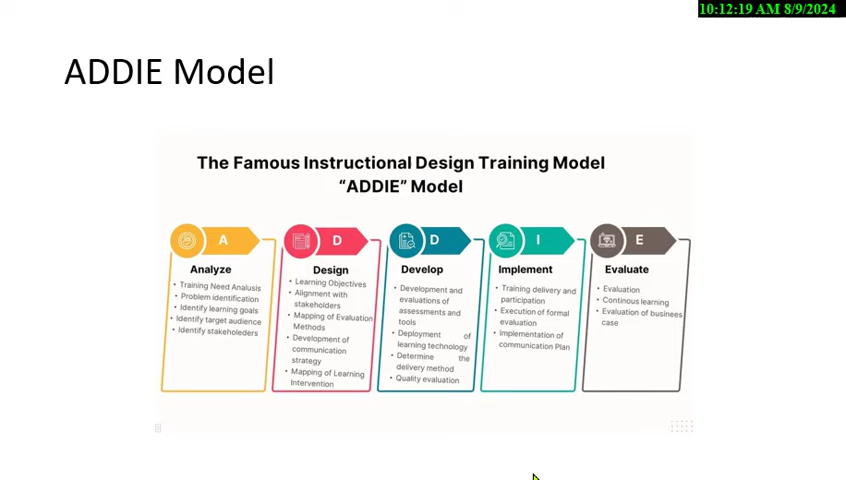 10:12:19 AM 8/9/2024
ADDIE Model
The Famous Instructional Design Training Model
“ADDIE” Model
A
Analyze
• Training Need Analusis
• Problem identification
• Identify learning goals
• Identify target audience
• Identify stakeholeders
D
Design
• Learning Objectives
• Alignment with
stakeholders
• Mapping of Evaluation
Methods
• Development of
communication
strategy
• Mapping of Learning
Intervention
D
Develop
• Development and
evaluations of
assessments and
tools
• Deployment of
learning technology
• Determine the
delivery method
• Quality evaluation
I
Implement
• Training delivery and
participation
• Execution of formal
evaluation
• Implementation of
communication Plan
E
Evaluate
• Evaluation
• Continous learning
• Evaluation of businees
case